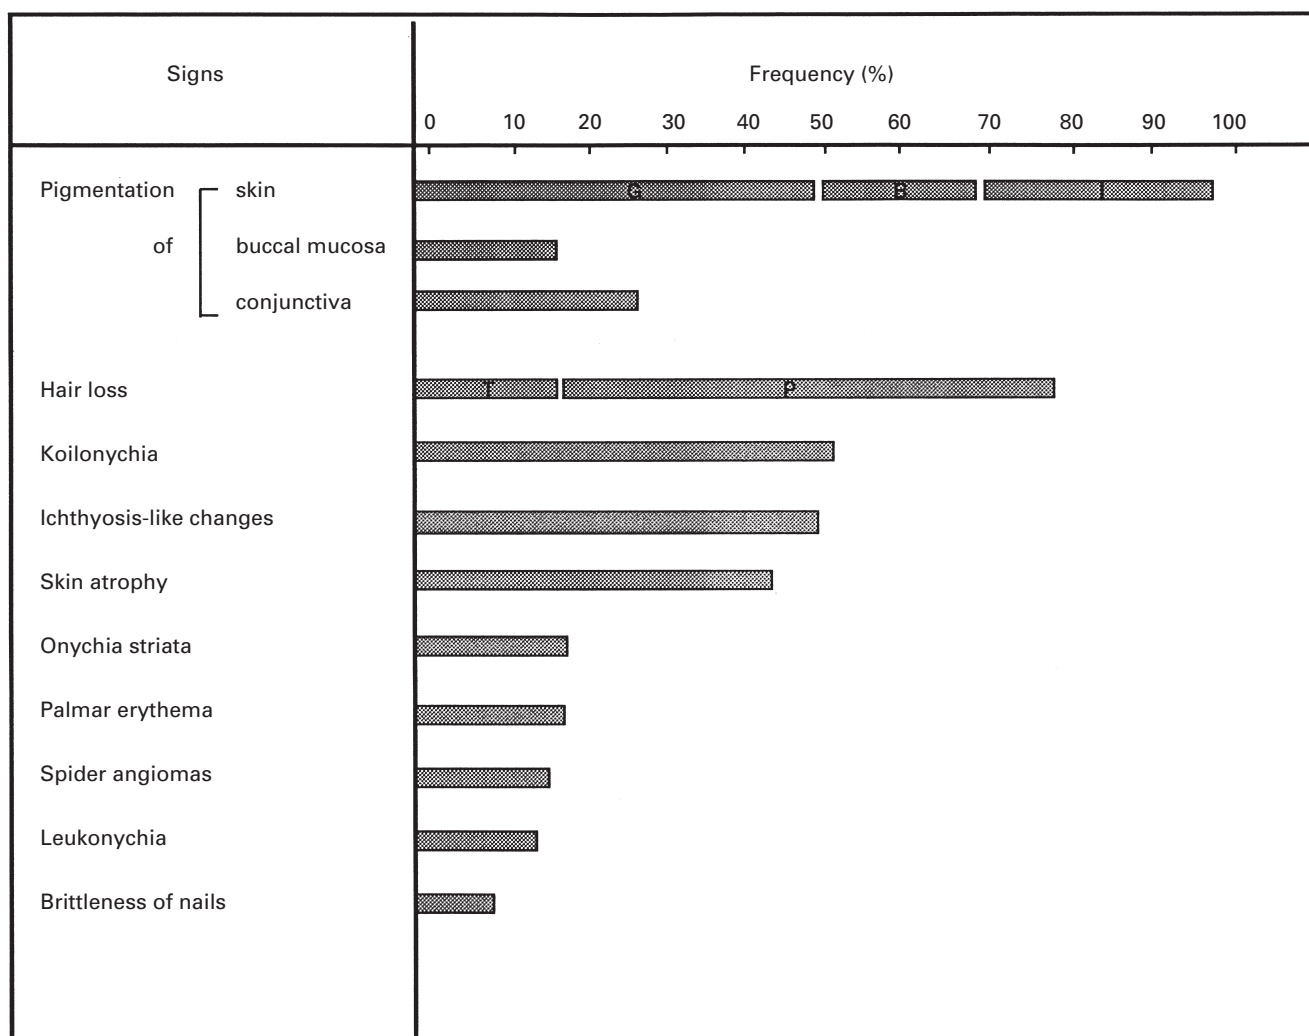 Signs Frequency (%)
0 10 20 30 40 50 60 70 80 90 100
Pigmentation skin G B I
of buccal mucosa
conjunctiva
Hair loss T P
Koilonychia
Ichthyosis-like changes
Skin atrophy
Onychia striata
Palmar erythema
Spider angiomas
Leukonychia
Brittleness of nails